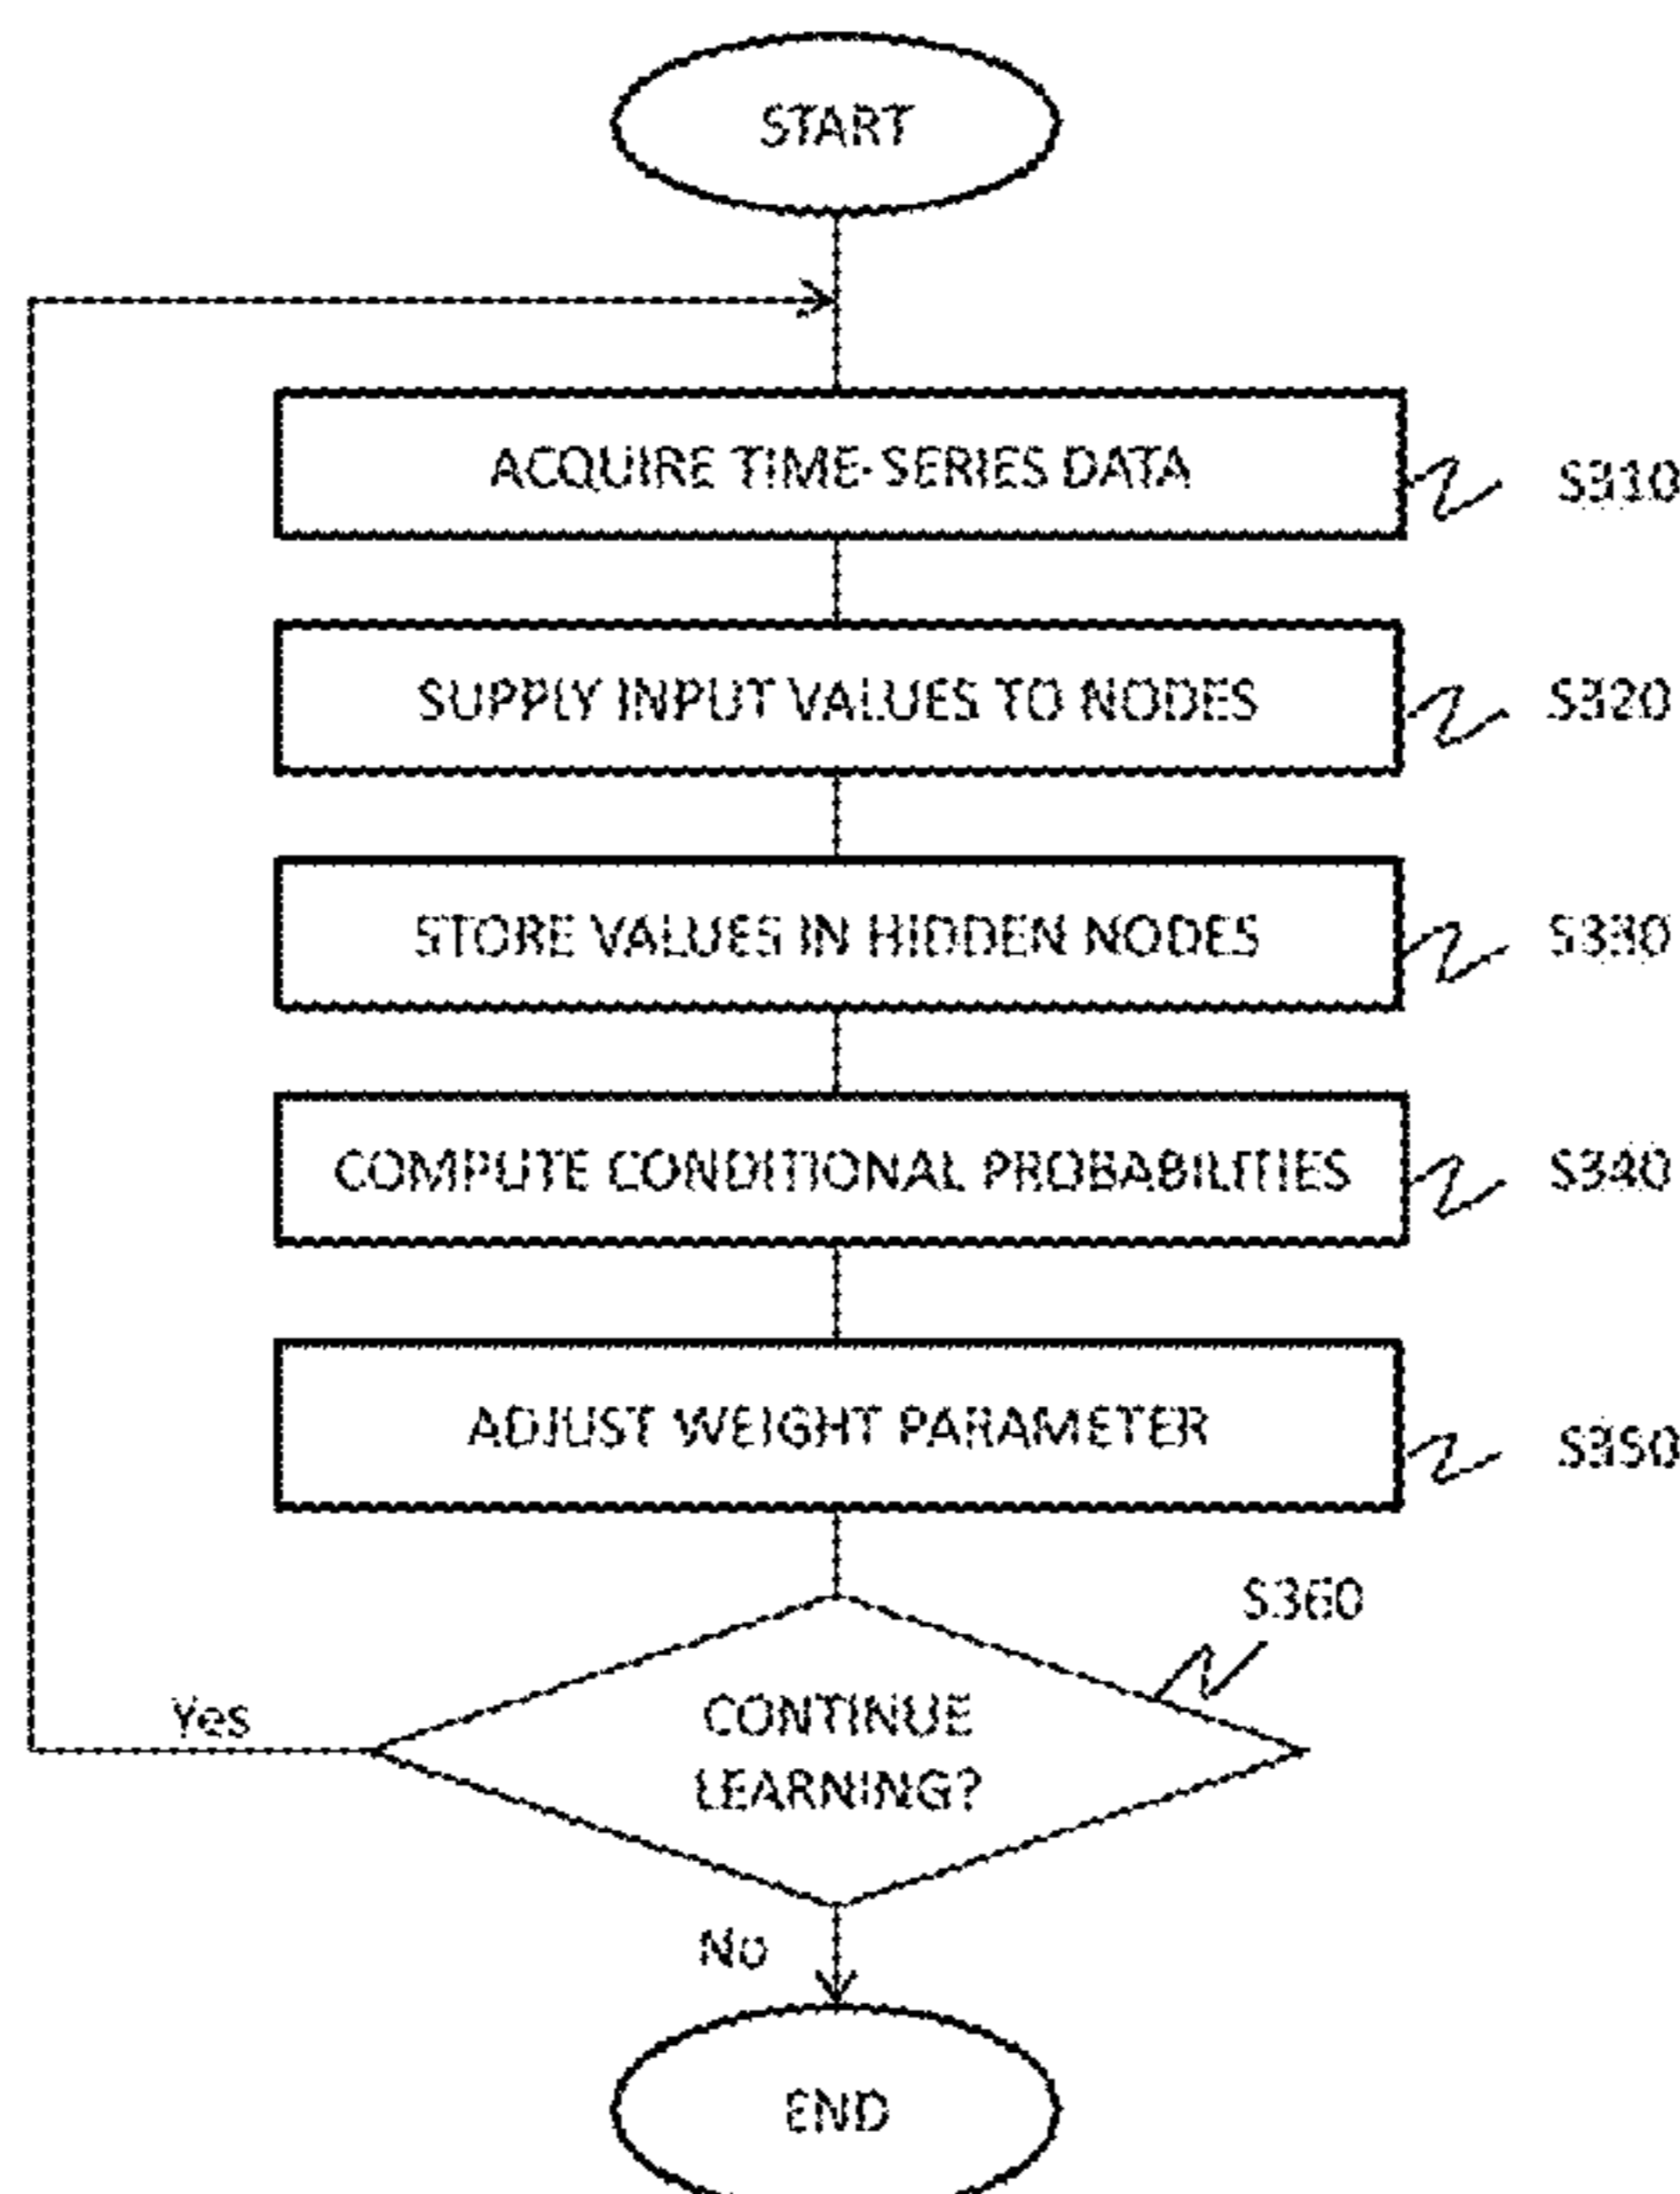 START
ACQUIRE TIME-SERIES DATA
S310
SUPPLY INPUT VALUES TO NODES
S320
STORE VALUES IN HIDDEN NODES
S330
COMPUTE CONDITIONAL PROBABILITIES
S340
ADJUST WEIGHT PARAMETER
S350
S360
CONTINUE
LEARNING?
Yes
No
END